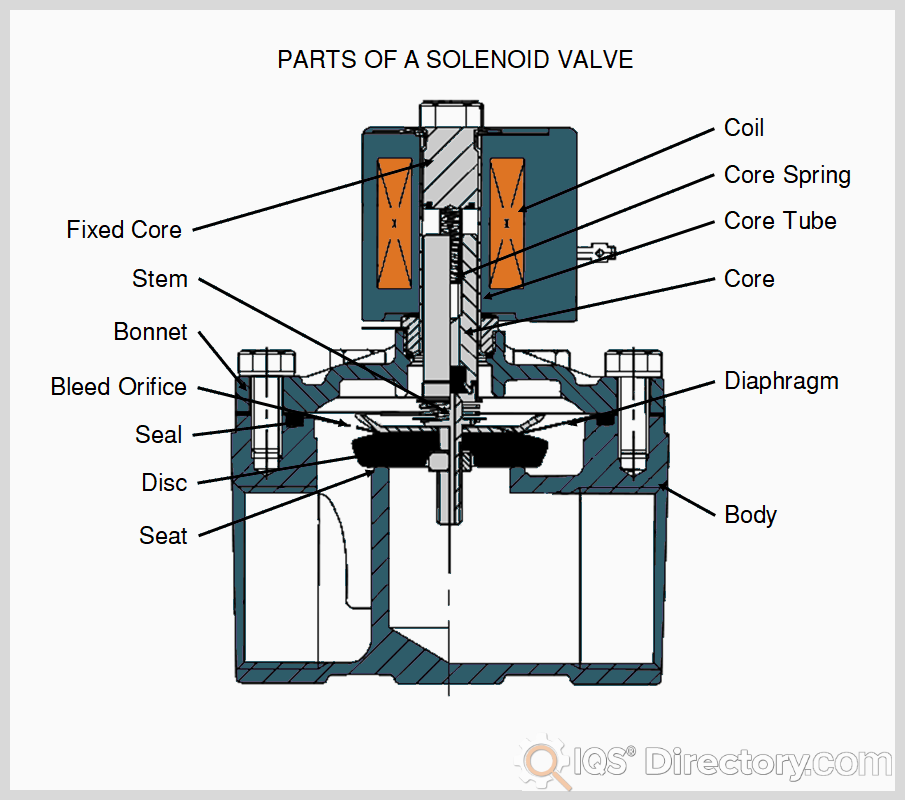 PARTS OF A SOLENOID VALVE
Coil
Core Spring
Core Tube
Core
Diaphragm
Body
Fixed Core
Stem
Bonnet
Bleed Orifice
Seal
Disc
Seat
IQS® Directory.com